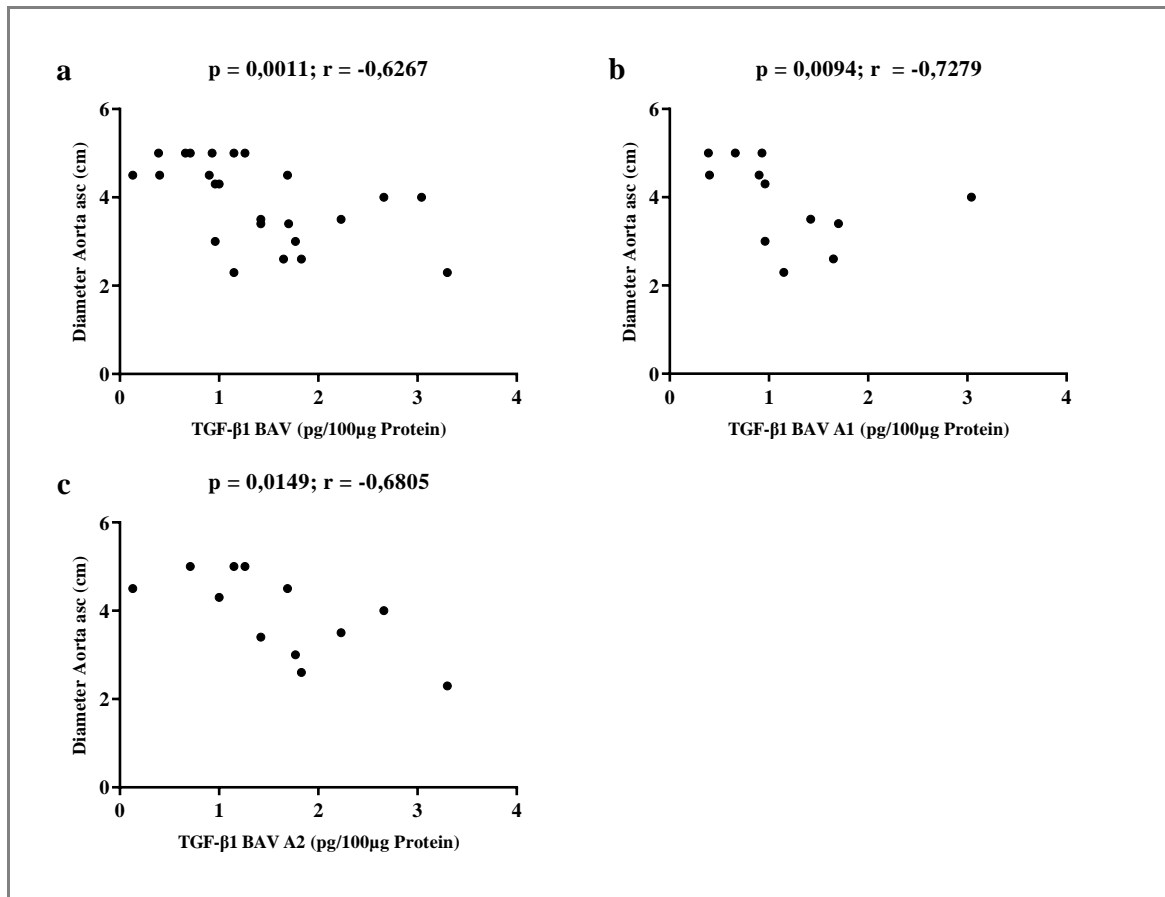 a
p = 0,0011; r = -0,6267
Diameter Aorta asc (cm)
6
4
2
0
0 1 2 3 4
TGF-β1 BAV (pg/100µg Protein)
b
p = 0,0094; r = -0,7279
Diameter Aorta asc (cm)
6
4
2
0
0 1 2 3 4
TGF-β1 BAV A1 (pg/100µg Protein)
c
p = 0,0149; r = -0,6805
Diameter Aorta asc (cm)
6
4
2
0
0 1 2 3 4
TGF-β1 BAV A2 (pg/100µg Protein)